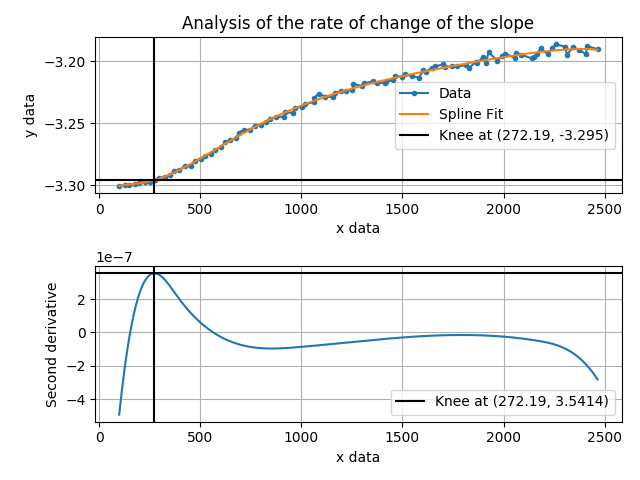 Analysis of the rate of change of the slope
y data
−3.20
−3.25
−3.30
Data
Spline Fit
Knee at (272.19, -3.295)
0 500 1000 1500 2000 2500
x data
1e−7
Second derivative
2
0
−2
−4
Knee at (272.19, 3.5414)
0 500 1000 1500 2000 2500
x data